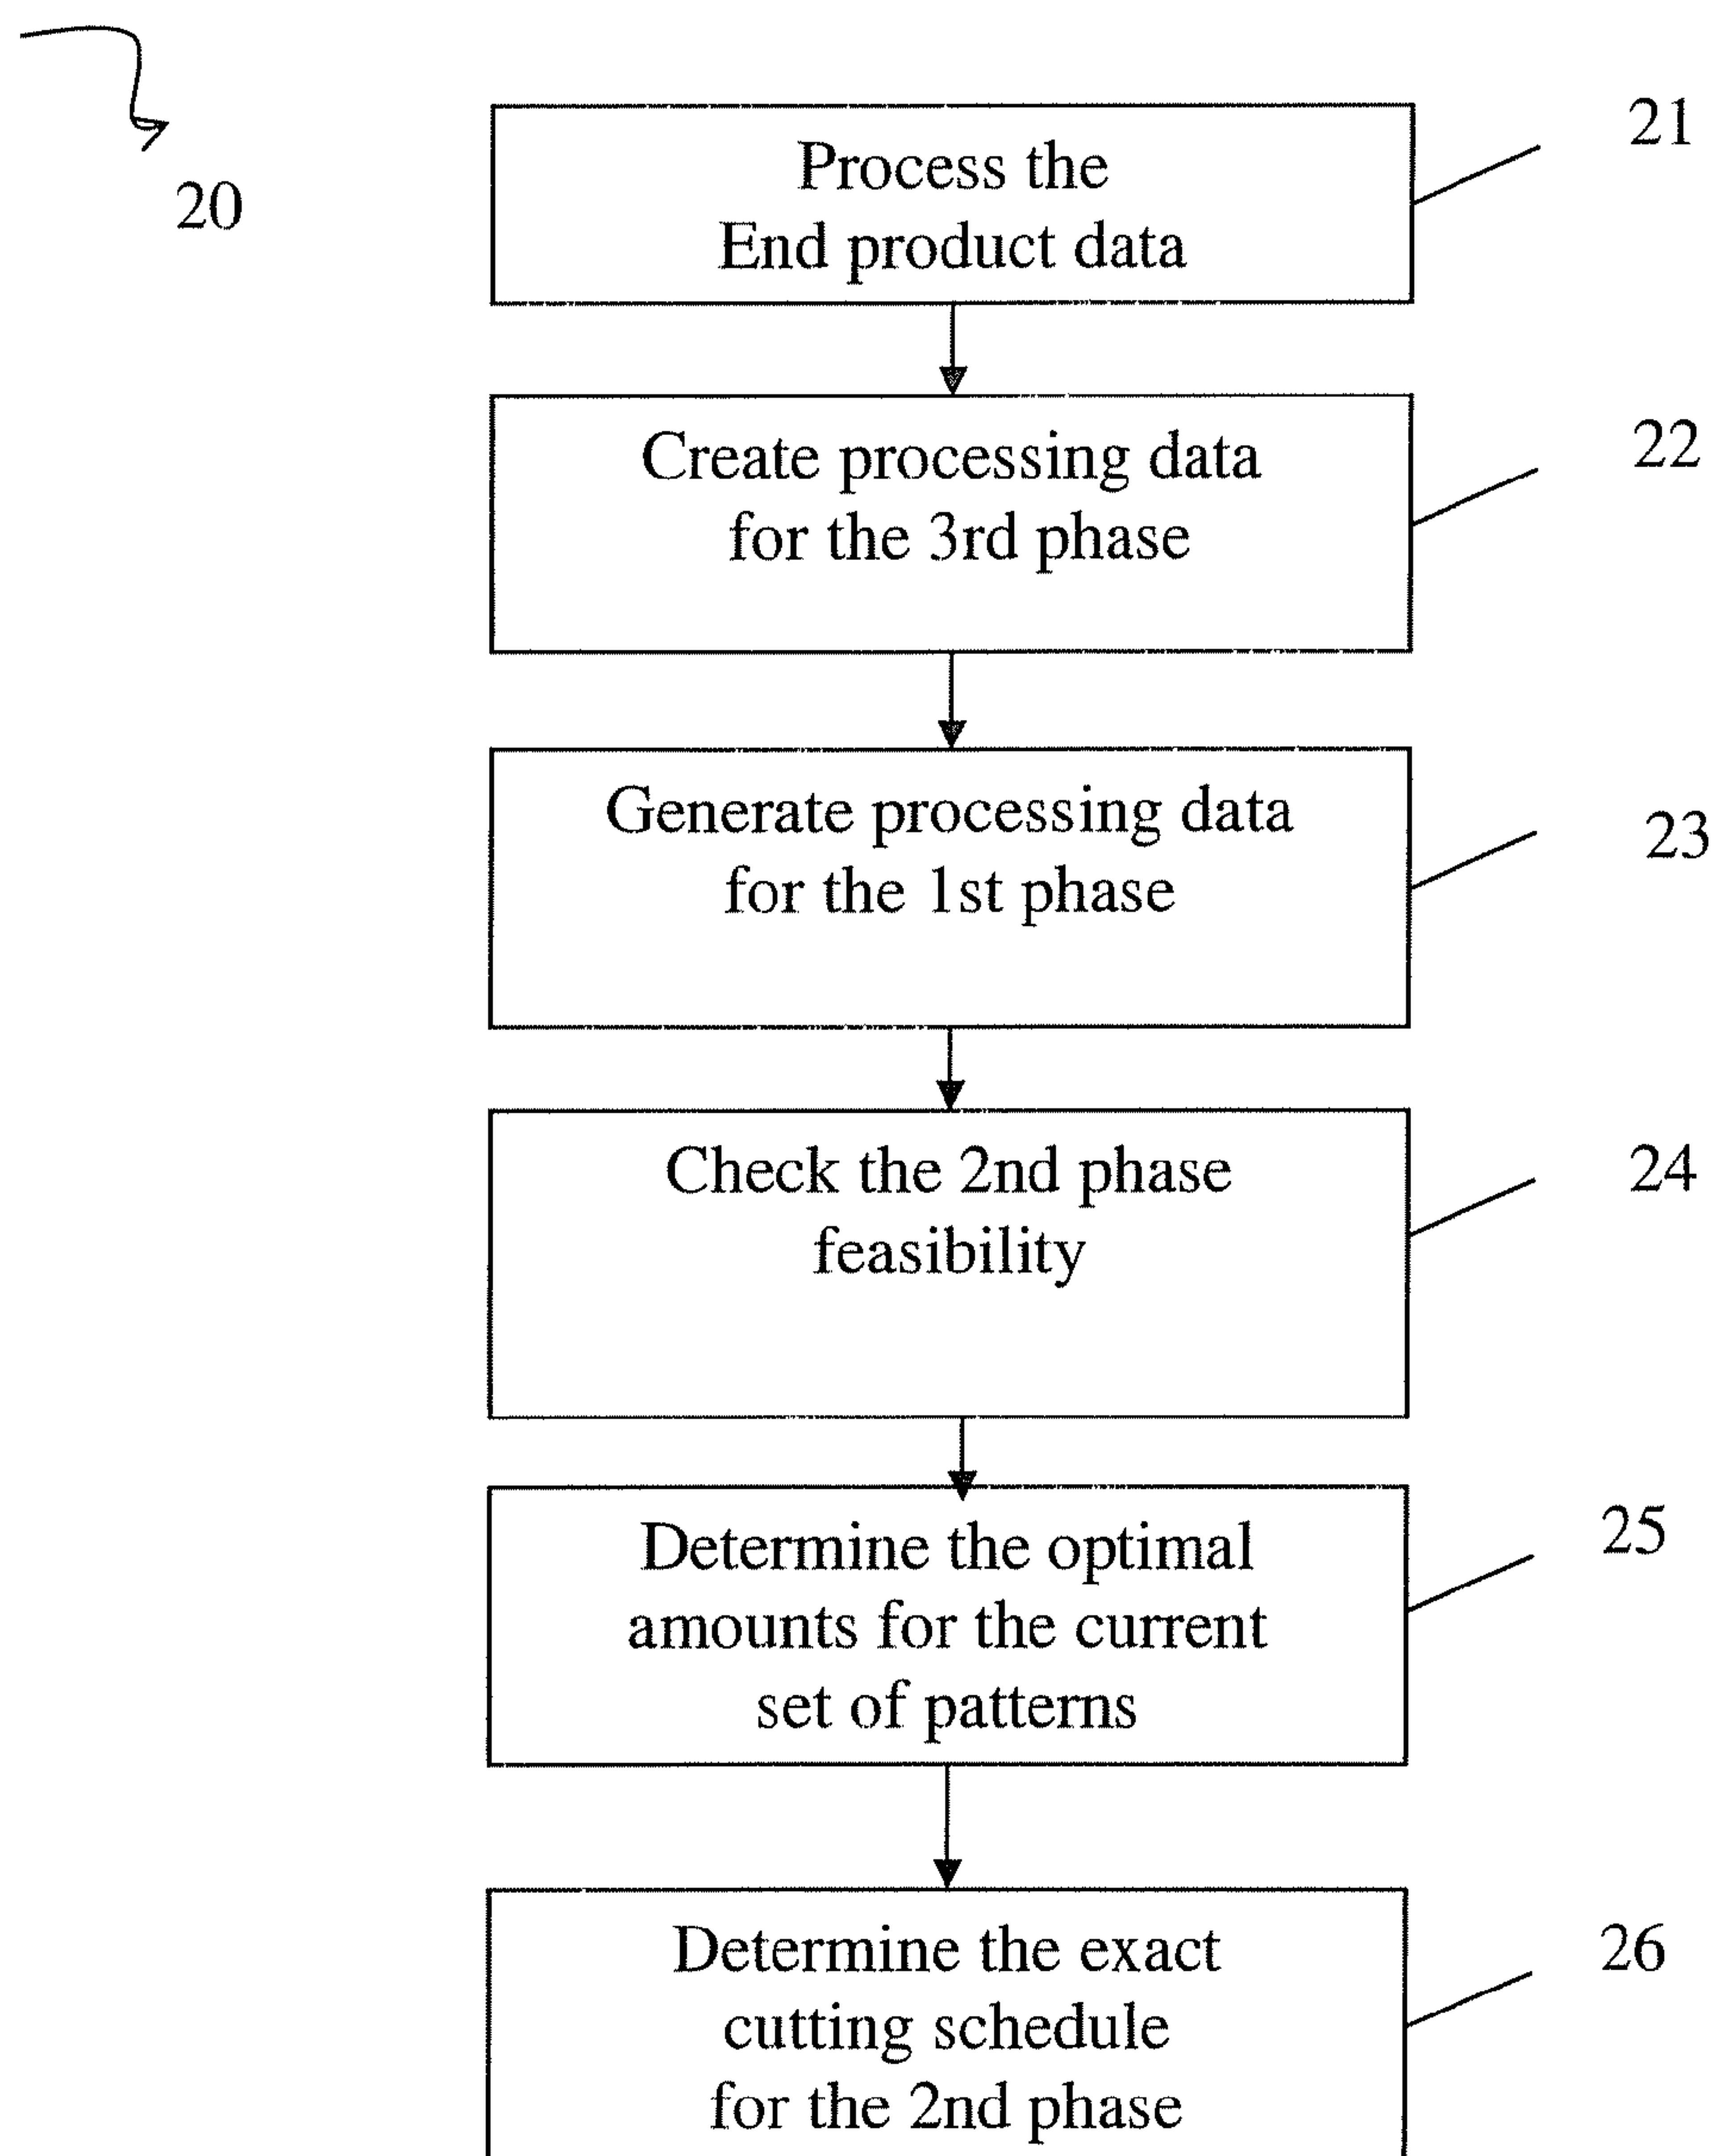 20
Process the
End product data
21
Create processing data
for the 3rd phase
22
Generate processing data
for the 1st phase
23
Check the 2nd phase
feasibility
24
Determine the optimal
amounts for the current
set of patterns
25
Determine the exact
cutting schedule
for the 2nd phase
26